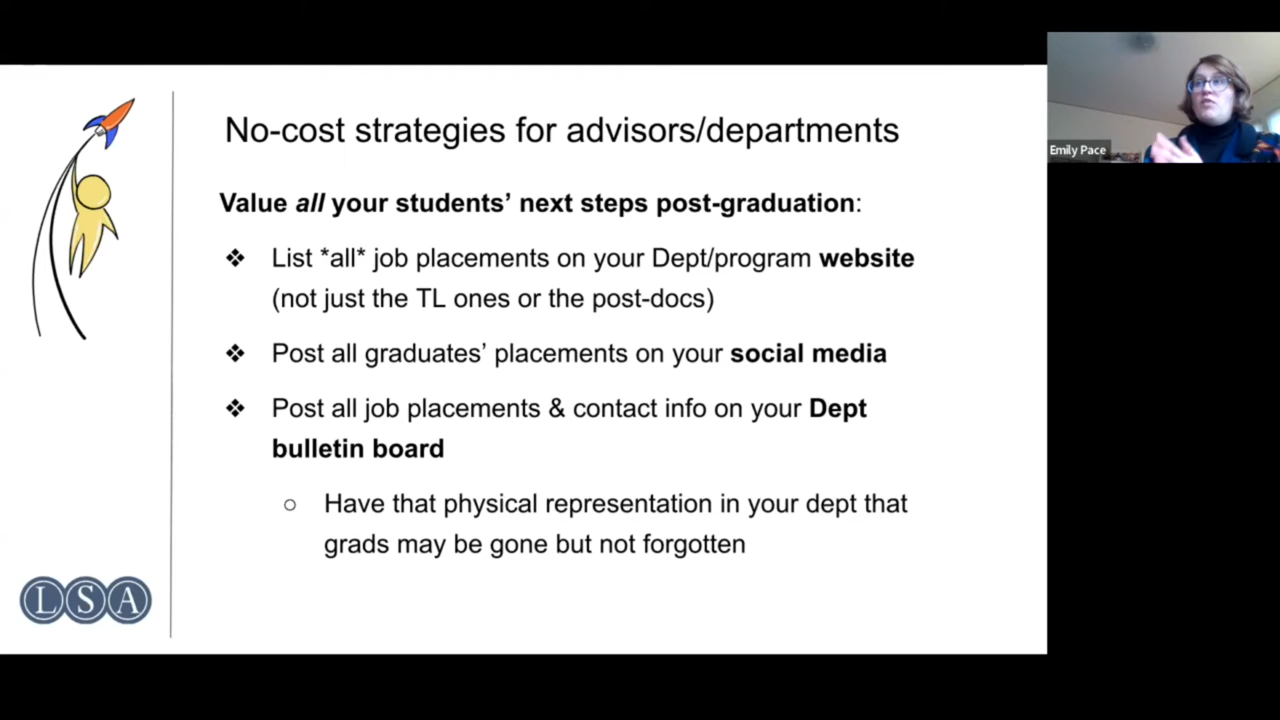 No-cost strategies for advisors/departments
Value all your students’ next steps post-graduation:
❖ List *all* job placements on your Dept/program website
(not just the TL ones or the post-docs)
❖ Post all graduates’ placements on your social media
❖ Post all job placements & contact info on your Dept
bulletin board
○ Have that physical representation in your dept that
grads may be gone but not forgotten
LSA
Emily Pace